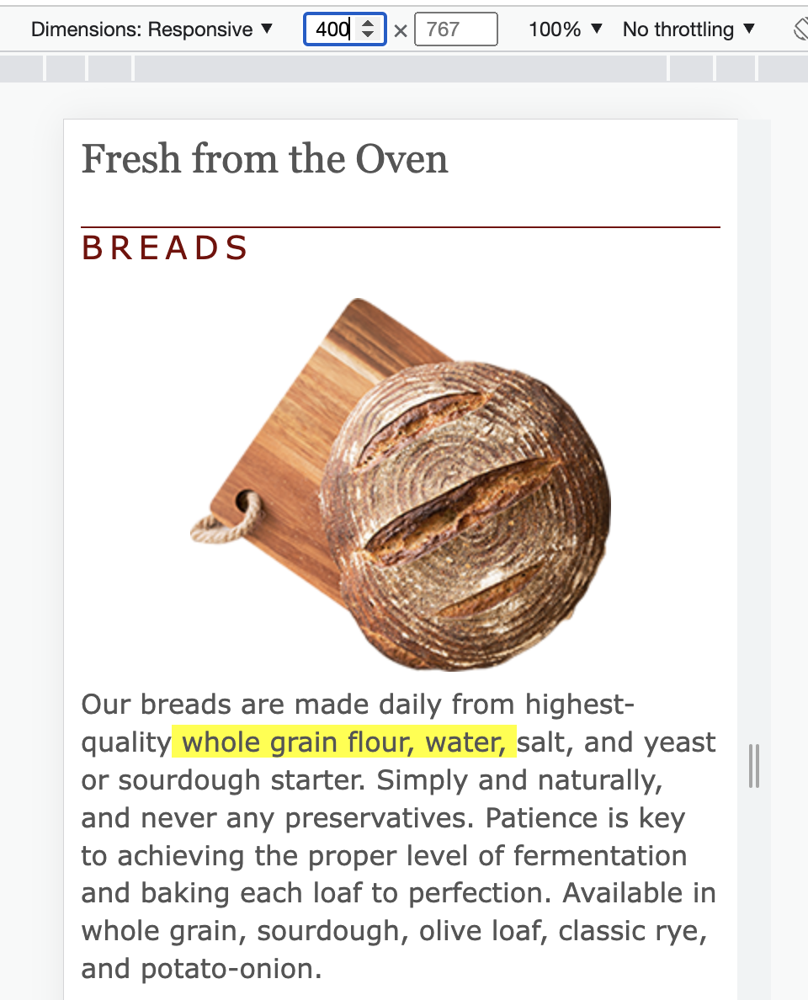 Dimensions: Responsive ▼ 400 × 767 100% ▼ No throttling ▼
Fresh from the Oven
BREADS
Our breads are made daily from highest-
quality whole grain flour, water, salt, and yeast
or sourdough starter. Simply and naturally,
and never any preservatives. Patience is key
to achieving the proper level of fermentation
and baking each loaf to perfection. Available in
whole grain, sourdough, olive loaf, classic rye,
and potato-onion.